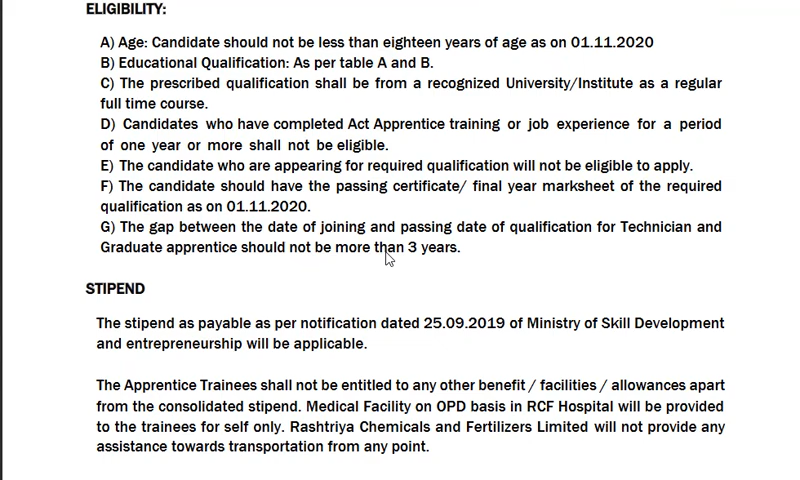 ELIGIBILITY:
A) Age: Candidate should not be less than eighteen years of age as on 01.11.2020
B) Educational Qualification: As per table A and B.
C) The prescribed qualification shall be from a recognized University/Institute as a regular
full time course.
D) Candidates who have completed Act Apprentice training or job experience for a period
of one year or more shall not be eligible.
E) The candidate who are appearing for required qualification will not be eligible to apply.
F) The candidate should have the passing certificate/ final year marksheet of the required
qualification as on 01.11.2020.
G) The gap between the date of joining and passing date of qualification for Technician and
Graduate apprentice should not be more than 3 years.
STIPEND
The stipend as payable as per notification dated 25.09.2019 of Ministry of Skill Development
and entrepreneurship will be applicable.
The Apprentice Trainees shall not be entitled to any other benefit / facilities / allowances apart
from the consolidated stipend. Medical Facility on OPD basis in RCF Hospital will be provided
to the trainees for self only. Rashtriya Chemicals and Fertilizers Limited will not provide any
assistance towards transportation from any point.